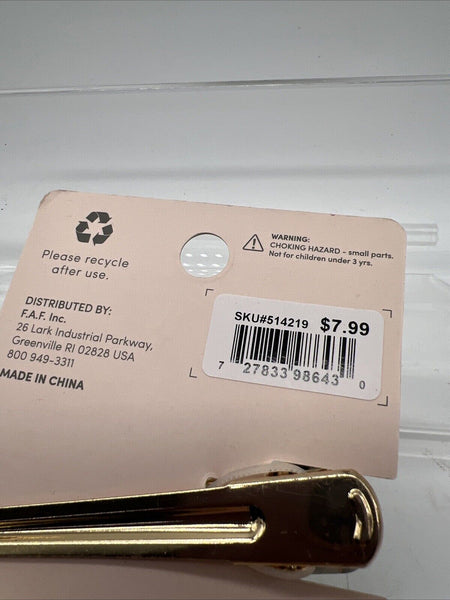 Please recycle
after use.
WARNING:
CHOKING HAZARD - small parts.
Not for children under 3 yrs.
DISTRIBUTED BY:
F.A.F. Inc.
26 Lark Industrial Parkway,
Greenville RI 02828 USA
800 949-3311
MADE IN CHINA
SKU#514219 $7.99
7 27833 98643 0